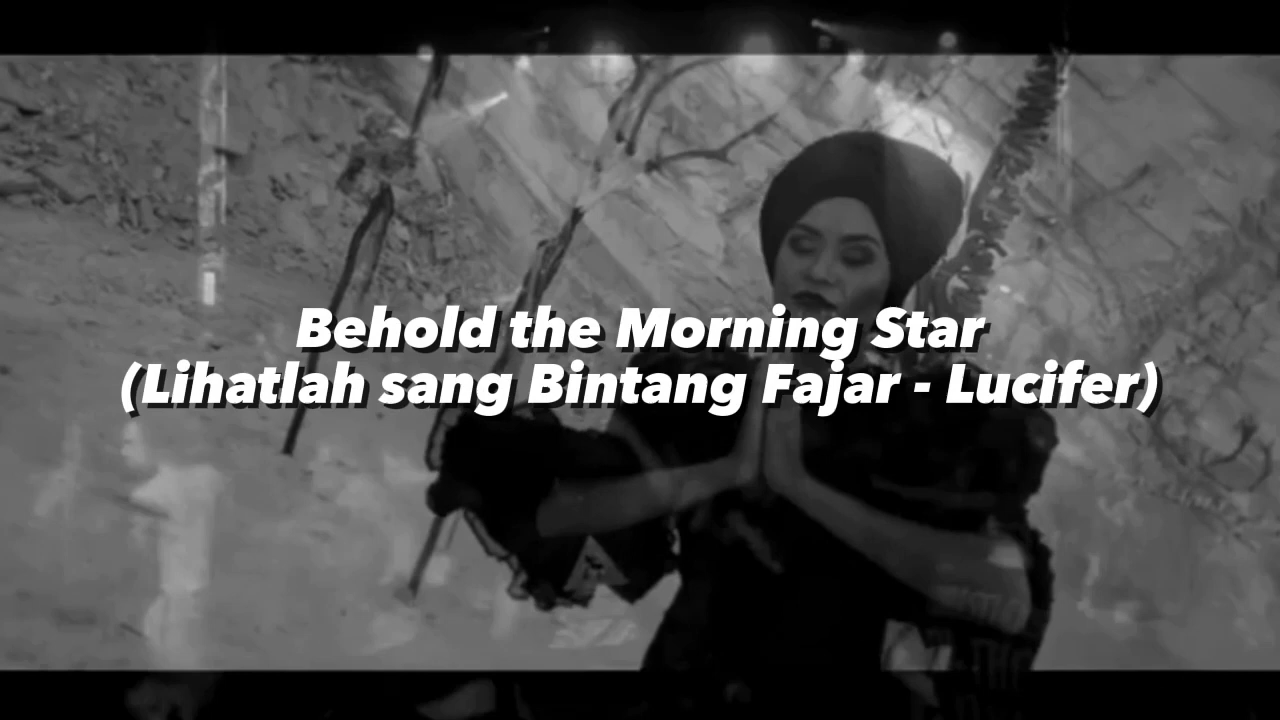 Behold the Morning Star
(Lihatlah sang Bintang Fajar - Lucifer)